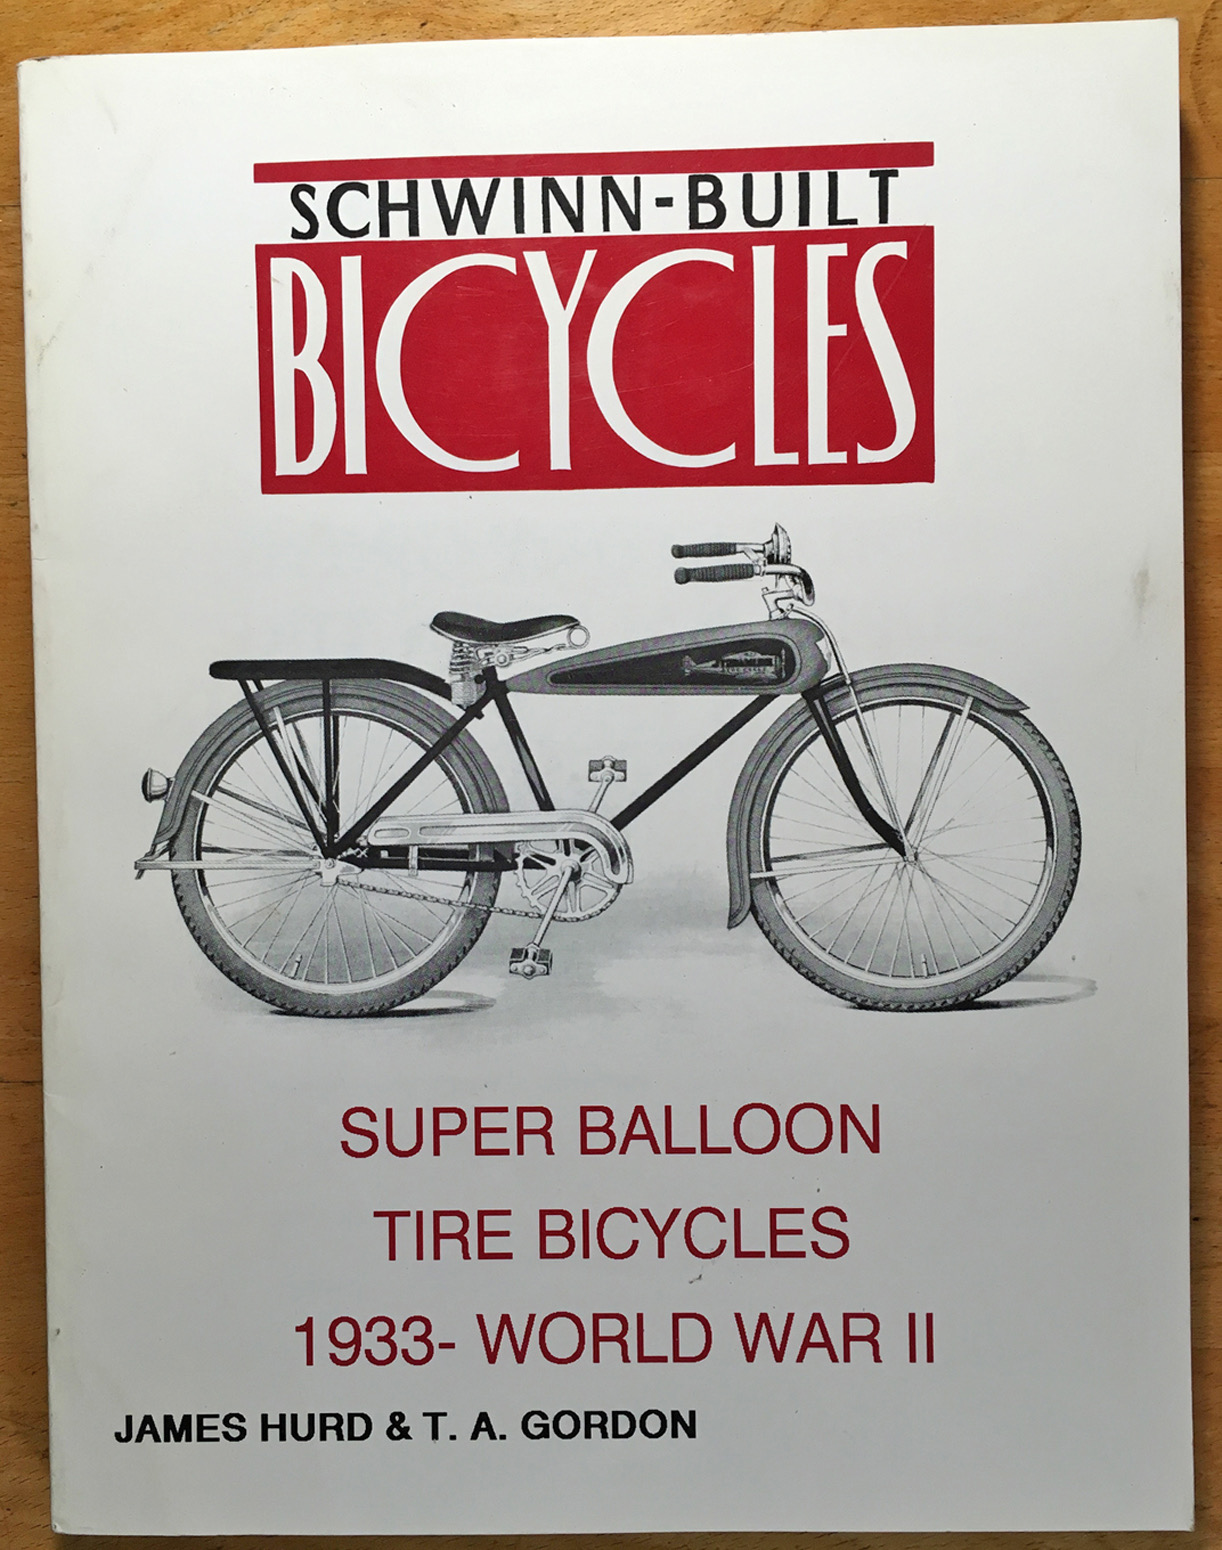 SCHWINN-BUILT
BICYCLES
SUPER BALLOON
TIRE BICYCLES
1933- WORLD WAR II
JAMES HURD & T. A. GORDON